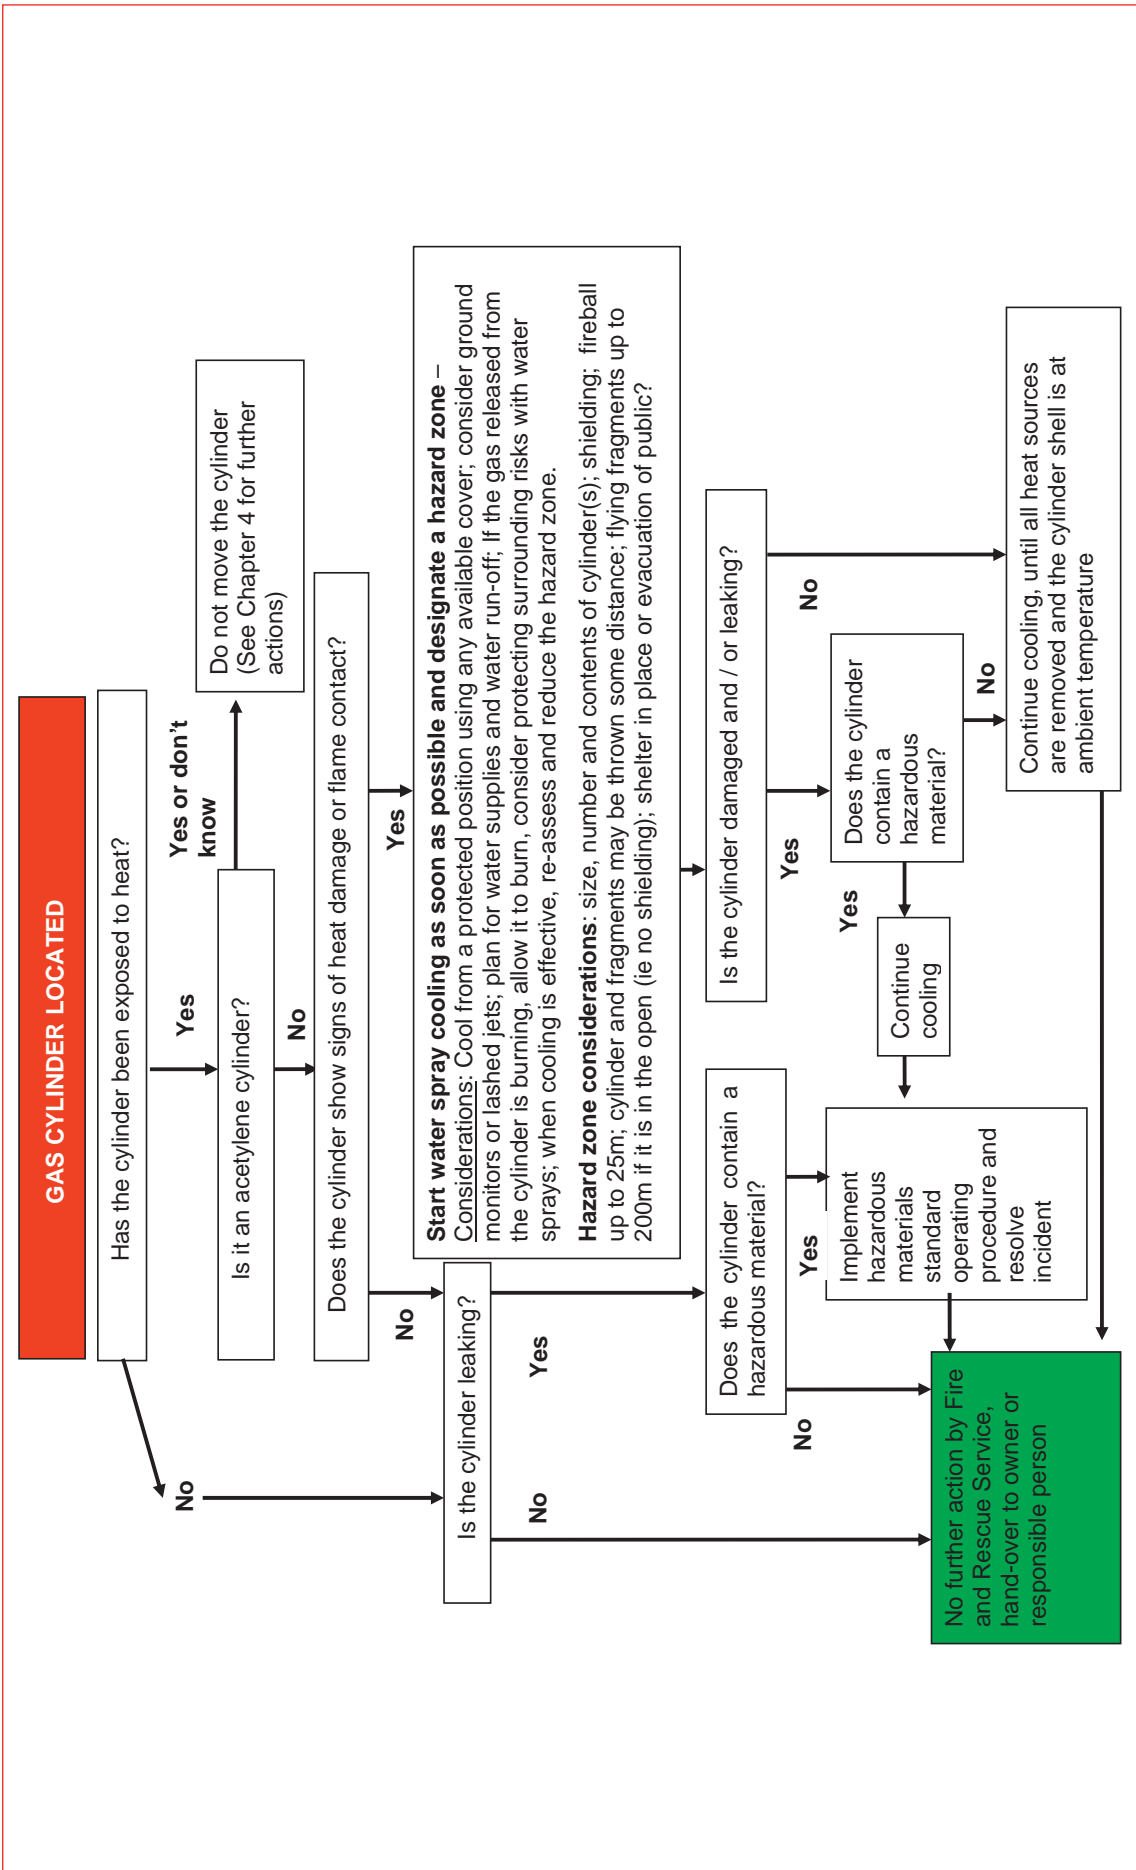 GAS CYLINDER LOCATED
Has the cylinder been exposed to heat?
No
Yes
Is it an acetylene cylinder?
Yes or don't
know
Do not move the cylinder
(See Chapter 4 for further
actions)
No
Does the cylinder show signs of heat damage or flame contact?
No
Yes
Is the cylinder leaking?
Start water spray cooling as soon as possible and designate a hazard zone –
Considerations: Cool from a protected position using any available cover; consider ground
monitors or lashed jets; plan for water supplies and water run-off; If the gas released from
the cylinder is burning, allow it to burn, consider protecting surrounding risks with water
sprays; when cooling is effective, re-assess and reduce the hazard zone.
Hazard zone considerations: size, number and contents of cylinder(s); shielding; fireball
up to 25m; cylinder and fragments may be thrown some distance; flying fragments up to
200m if it is in the open (ie no shielding); shelter in place or evacuation of public?
No
Yes
Does the cylinder contain a
hazardous material?
Is the cylinder damaged and / or leaking?
No
Yes
Yes
No
Does the cylinder
contain a
hazardous
material?
Yes
No
Continue
cooling
Implement
hazardous
materials
standard
operating
procedure and
resolve
incident
Continue cooling, until all heat sources
are removed and the cylinder shell is at
ambient temperature
No further action by Fire
and Rescue Service,
hand-over to owner or
responsible person